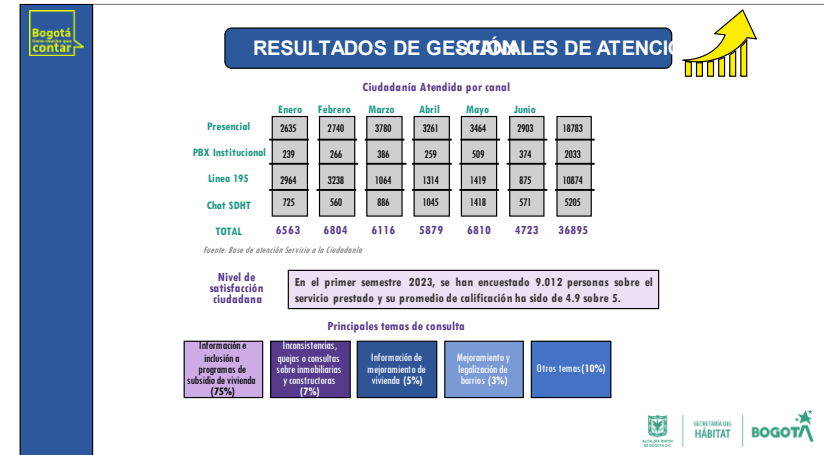 Bogotá
contar
RESULTADOS DE GESTIÓN
CANALES DE ATENCIÓ
Ciudadanía Atendida por canal
Enero Febrero Marzo Abril Mayo Junio
Presencial 2635 2740 3780 3261 3464 2903 18783
PBX Institucional 239 266 386 259 509 374 2033
Línea 195 2964 3238 1064 1314 1419 875 10874
Chat SDHT 725 560 886 1045 1418 571 5205
TOTAL 6563 6804 6116 5879 6810 4723 36895
Fuente: Base de atención Servicio a la Ciudadanía
Nivel de
satisfacción
ciudadana
En el primer semestre 2023, se han encuestado 9.012 personas sobre el
servicio prestado y su promedio de calificación ha sido de 4.9 sobre 5.
Principales temas de consulta
Información e
inclusión a
programas de
subsidio de vivienda
(75%)
Inconsistencias,
quejas o consultas
sobre inmobiliarias
y constructoras
(7%)
Información de
mejoramiento de
vivienda (5%)
Mejoramiento y
legalización de
barrios (3%)
Otros temas(10%)
ALCALDÍA MAYOR
DE BOGOTÁ D.C.
SECRETARÍA DEL
HÁBITAT
BOGOTÁ